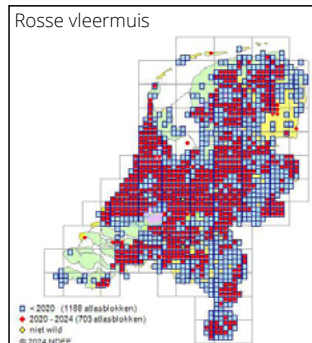 Rosse vleermuis
< 2020 (1188 atlasblokken)
2020 - 2024 (703 atlasblokken)
niet wild
© 2024 NDFF